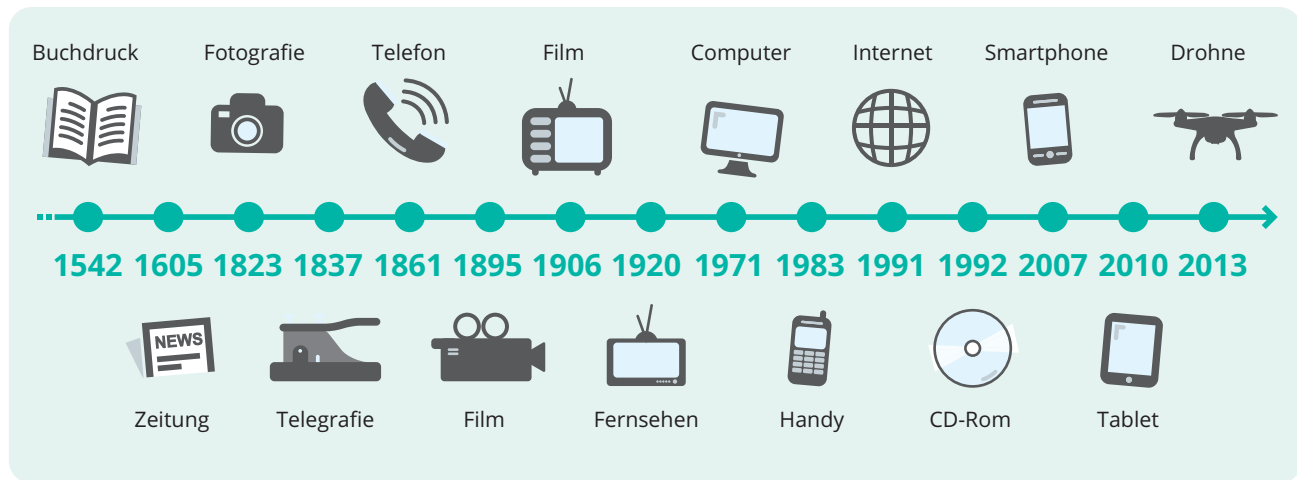 Buchdruck Fotografie Telefon Film Computer Internet Smartphone Drohne
1542 1605 1823 1837 1861 1895 1906 1920 1971 1983 1991 1992 2007 2010 2013
NEWS
Zeitung Telegrafie Film Fernsehen Handy CD-Rom Tablet